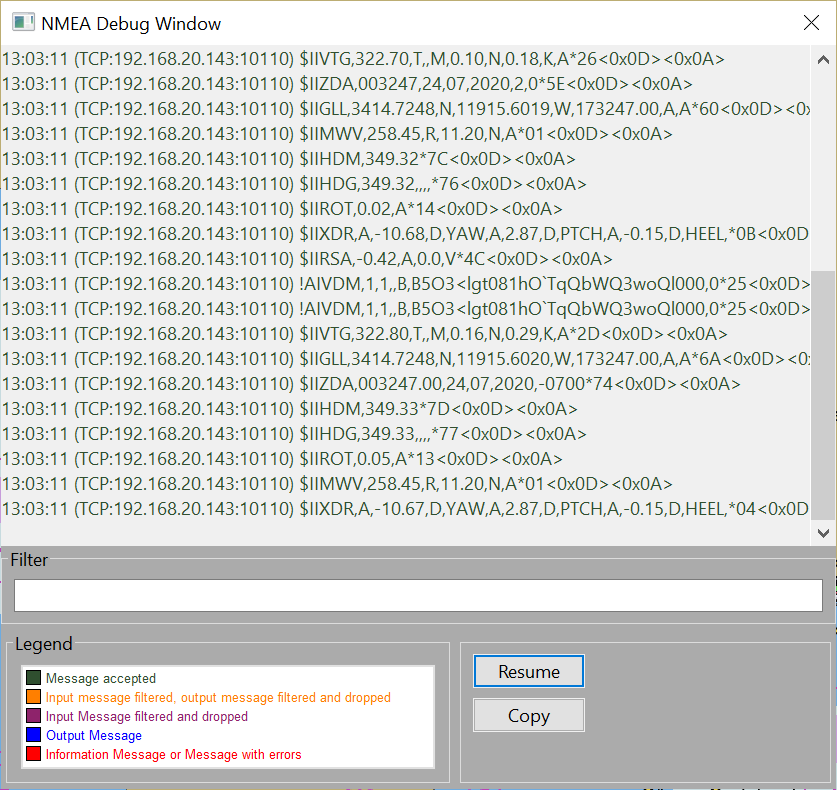 NMEA Debug Window
13:03:11 (TCP:192.168.20.143:10110) $IIVTG,322.70,T,,M,0.10,N,0.18,K,A*26<0x0D><0x0A>
13:03:11 (TCP:192.168.20.143:10110) $IIZDA,003247,24,07,2020,2,0*5E<0x0D><0x0A>
13:03:11 (TCP:192.168.20.143:10110) $IIGLL,3414.7248,N,11915.6019,W,173247.00,A,A*60<0x0D><0x
13:03:11 (TCP:192.168.20.143:10110) $IIMWV,258.45,R,11.20,N,A*01<0x0D><0x0A>
13:03:11 (TCP:192.168.20.143:10110) $IIHDM,349.32*7C<0x0D><0x0A>
13:03:11 (TCP:192.168.20.143:10110) $IIHDG,349.32,,,,*76<0x0D><0x0A>
13:03:11 (TCP:192.168.20.143:10110) $IIROT,0.02,A*14<0x0D><0x0A>
13:03:11 (TCP:192.168.20.143:10110) $IIXDR,A,-10.68,D,YAW,A,2.87,D,PTCH,A,-0.15,D,HEEL,*0B<0x0D
13:03:11 (TCP:192.168.20.143:10110) $IIRSA,-0.42,A,0.0,V*4C<0x0D><0x0A>
13:03:11 (TCP:192.168.20.143:10110) !AIVDM,1,1,,B,B5O3<lgt081hO`TqQbWQ3woQl000,0*25<0x0D>
13:03:11 (TCP:192.168.20.143:10110) !AIVDM,1,1,,B,B5O3<lgt081hO`TqQbWQ3woQl000,0*25<0x0D>
13:03:11 (TCP:192.168.20.143:10110) $IIVTG,322.80,T,,M,0.16,N,0.29,K,A*2D<0x0D><0x0A>
13:03:11 (TCP:192.168.20.143:10110) $IIGLL,3414.7248,N,11915.6020,W,173247.00,A,A*6A<0x0D><0x
13:03:11 (TCP:192.168.20.143:10110) $IIZDA,003247.00,24,07,2020,-0700*74<0x0D><0x0A>
13:03:11 (TCP:192.168.20.143:10110) $IIHDM,349.33*7D<0x0D><0x0A>
13:03:11 (TCP:192.168.20.143:10110) $IIHDG,349.33,,,,*77<0x0D><0x0A>
13:03:11 (TCP:192.168.20.143:10110) $IIROT,0.05,A*13<0x0D><0x0A>
13:03:11 (TCP:192.168.20.143:10110) $IIMWV,258.45,R,11.20,N,A*01<0x0D><0x0A>
13:03:11 (TCP:192.168.20.143:10110) $IIXDR,A,-10.67,D,YAW,A,2.87,D,PTCH,A,-0.15,D,HEEL,*04<0x0D
Filter
Legend
Message accepted
Input message filtered, output message filtered and dropped
Input Message filtered and dropped
Output Message
Information Message or Message with errors
Resume
Copy